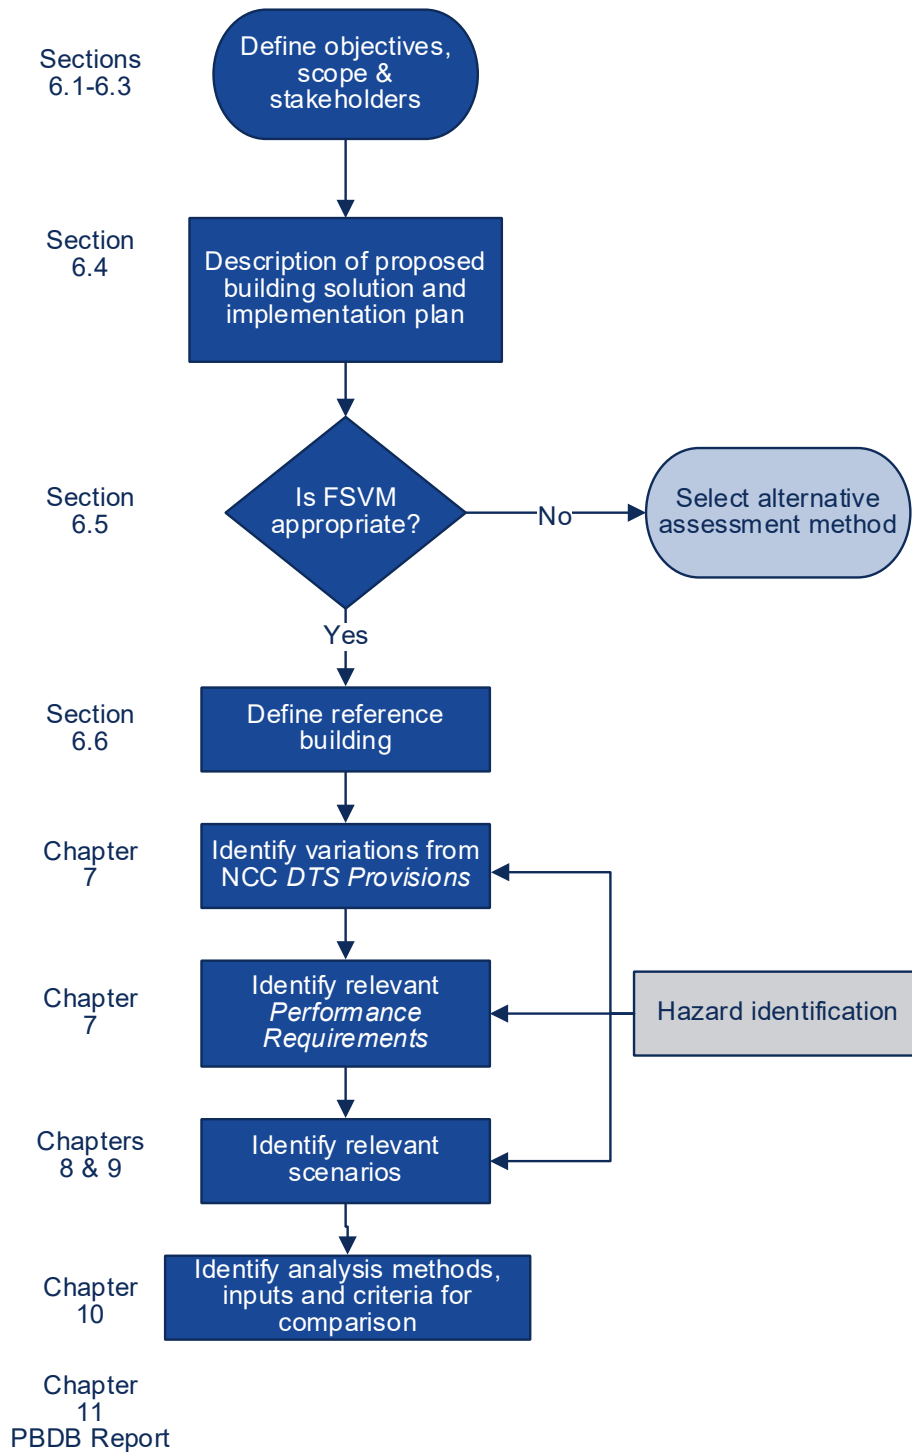 Sections
6.1-6.3
Define objectives,
scope &
stakeholders
Section
6.4
Description of proposed
building solution and
implementation plan
Section
6.5
Is FSVM
appropriate?
No
Select alternative
assessment method
Yes
Section
6.6
Define reference
building
Chapter
7
Identify variations from
NCC DTS Provisions
Chapter
7
Identify relevant
Performance
Requirements
Hazard identification
Chapters
8 & 9
Identify relevant
scenarios
Chapter
10
Identify analysis methods,
inputs and criteria for
comparison
Chapter
11
PBDB Report